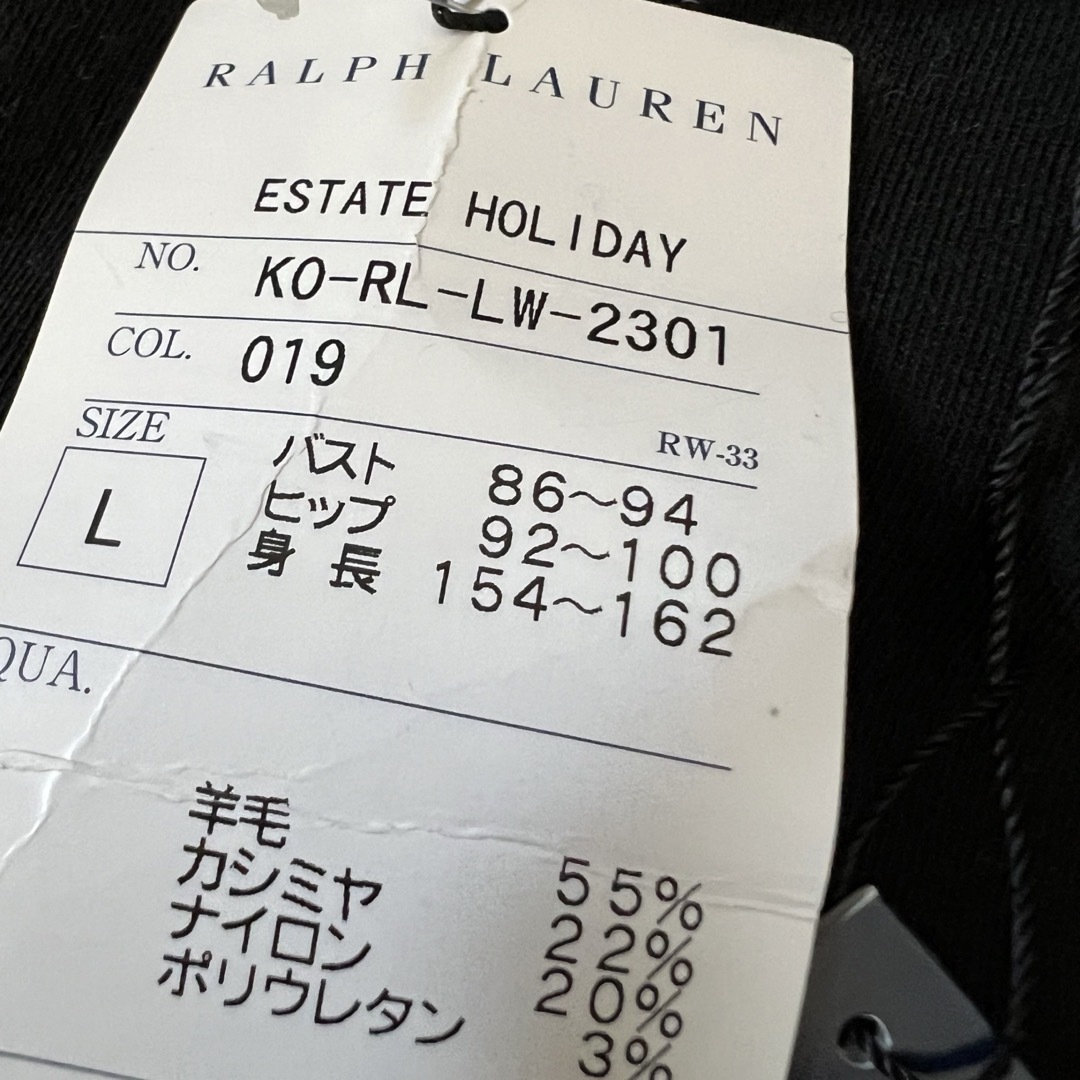 RALPH LAUREN
ESTATE HOLIDAY
NO. KO-RL-LW-2301
COL. 019
SIZE RW-33
L
バスト 86~94
ヒップ 92~100
身長 154~162
QUA.
羊毛 55%
カシミヤ 22%
ナイロン 20%
ポリウレタン 3%